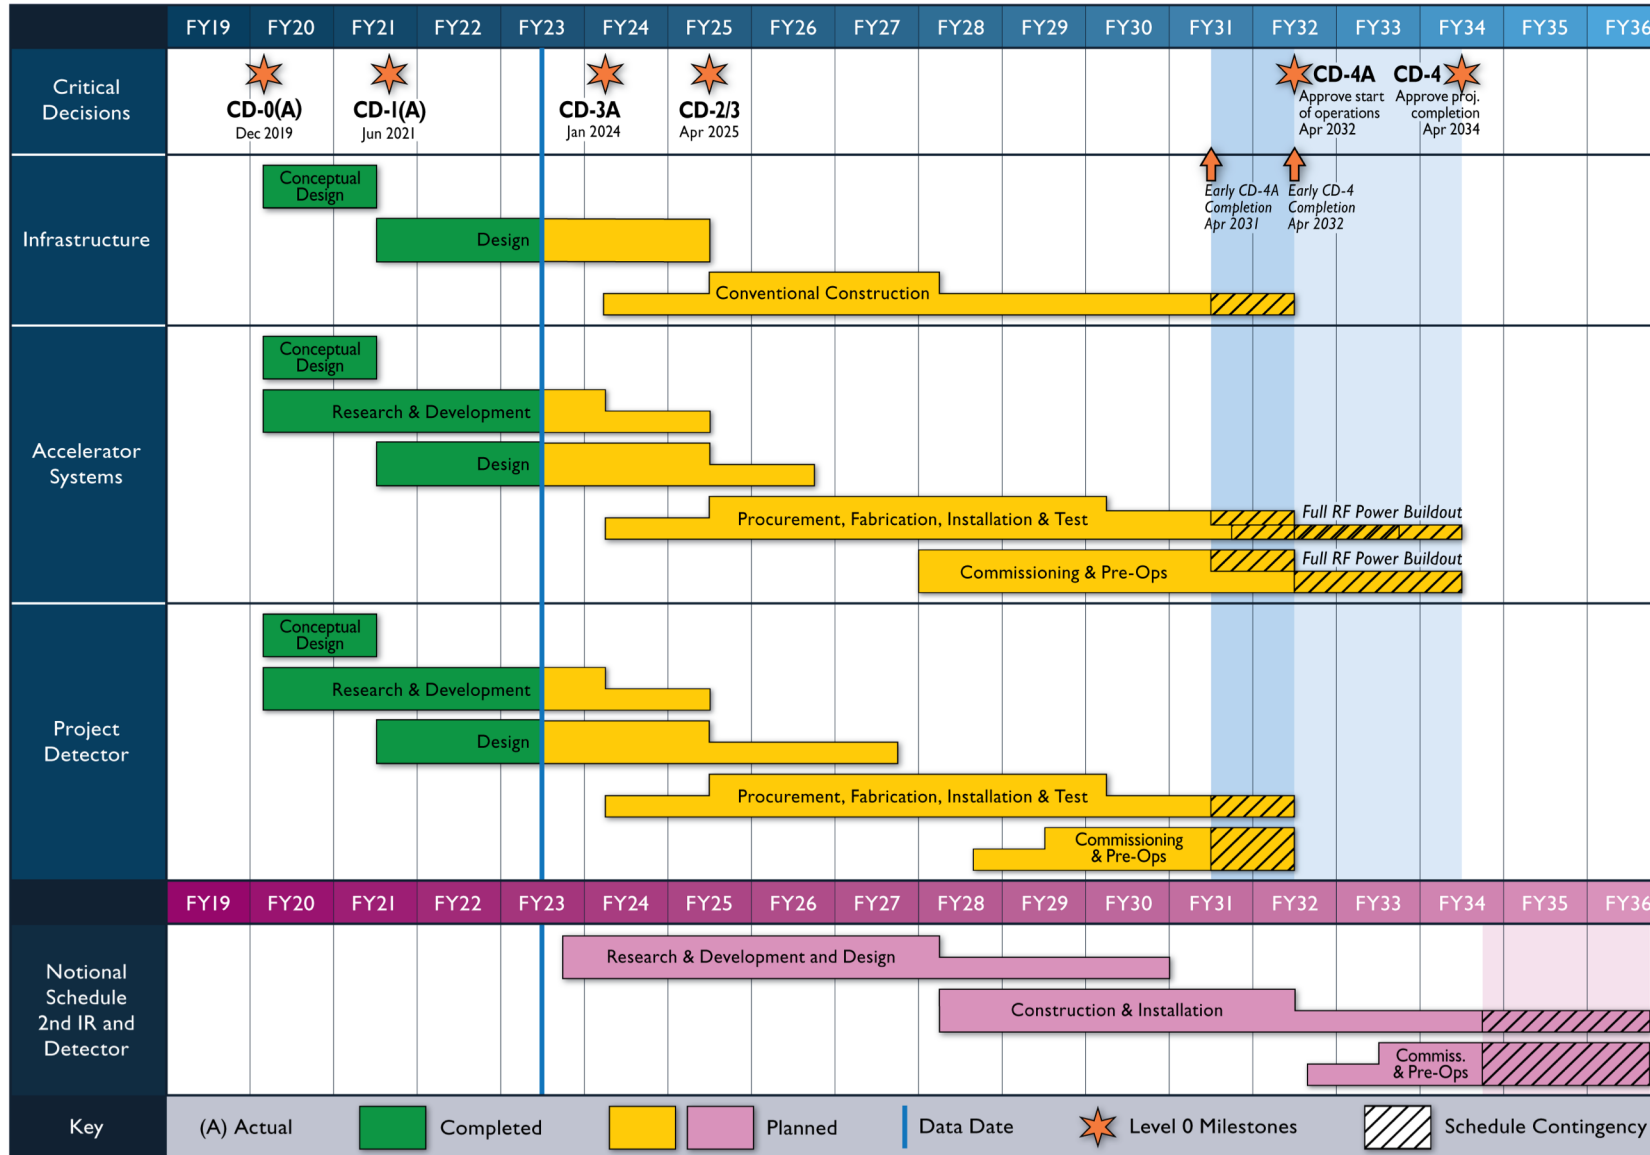 FY19 FY20 FY21 FY22 FY23 FY24 FY25 FY26 FY27 FY28 FY29 FY30 FY31 FY32 FY33 FY34 FY35 FY36
Critical
Decisions
CD-0(A)
Dec 2019
CD-1(A)
Jun 2021
CD-3A
Jan 2024
CD-2/3
Apr 2025
CD-4A
Approve start
of operations
Apr 2032
CD-4
Approve proj.
completion
Apr 2034
Infrastructure
Early CD-4A
Completion
Apr 2031
Early CD-4
Completion
Apr 2032
Conceptual
Design
Design
Conventional Construction
Accelerator
Systems
Conceptual
Design
Research & Development
Design
Procurement, Fabrication, Installation & Test
Full RF Power Buildout
Commissioning & Pre-Ops
Full RF Power Buildout
Project
Detector
Conceptual
Design
Research & Development
Design
Procurement, Fabrication, Installation & Test
Commissioning
& Pre-Ops
FY19 FY20 FY21 FY22 FY23 FY24 FY25 FY26 FY27 FY28 FY29 FY30 FY31 FY32 FY33 FY34 FY35 FY36
Notional
Schedule
2nd IR and
Detector
Research & Development and Design
Construction & Installation
Commiss.
& Pre-Ops
Key
(A) Actual
Completed
Planned
Data Date
Level 0 Milestones
Schedule Contingency